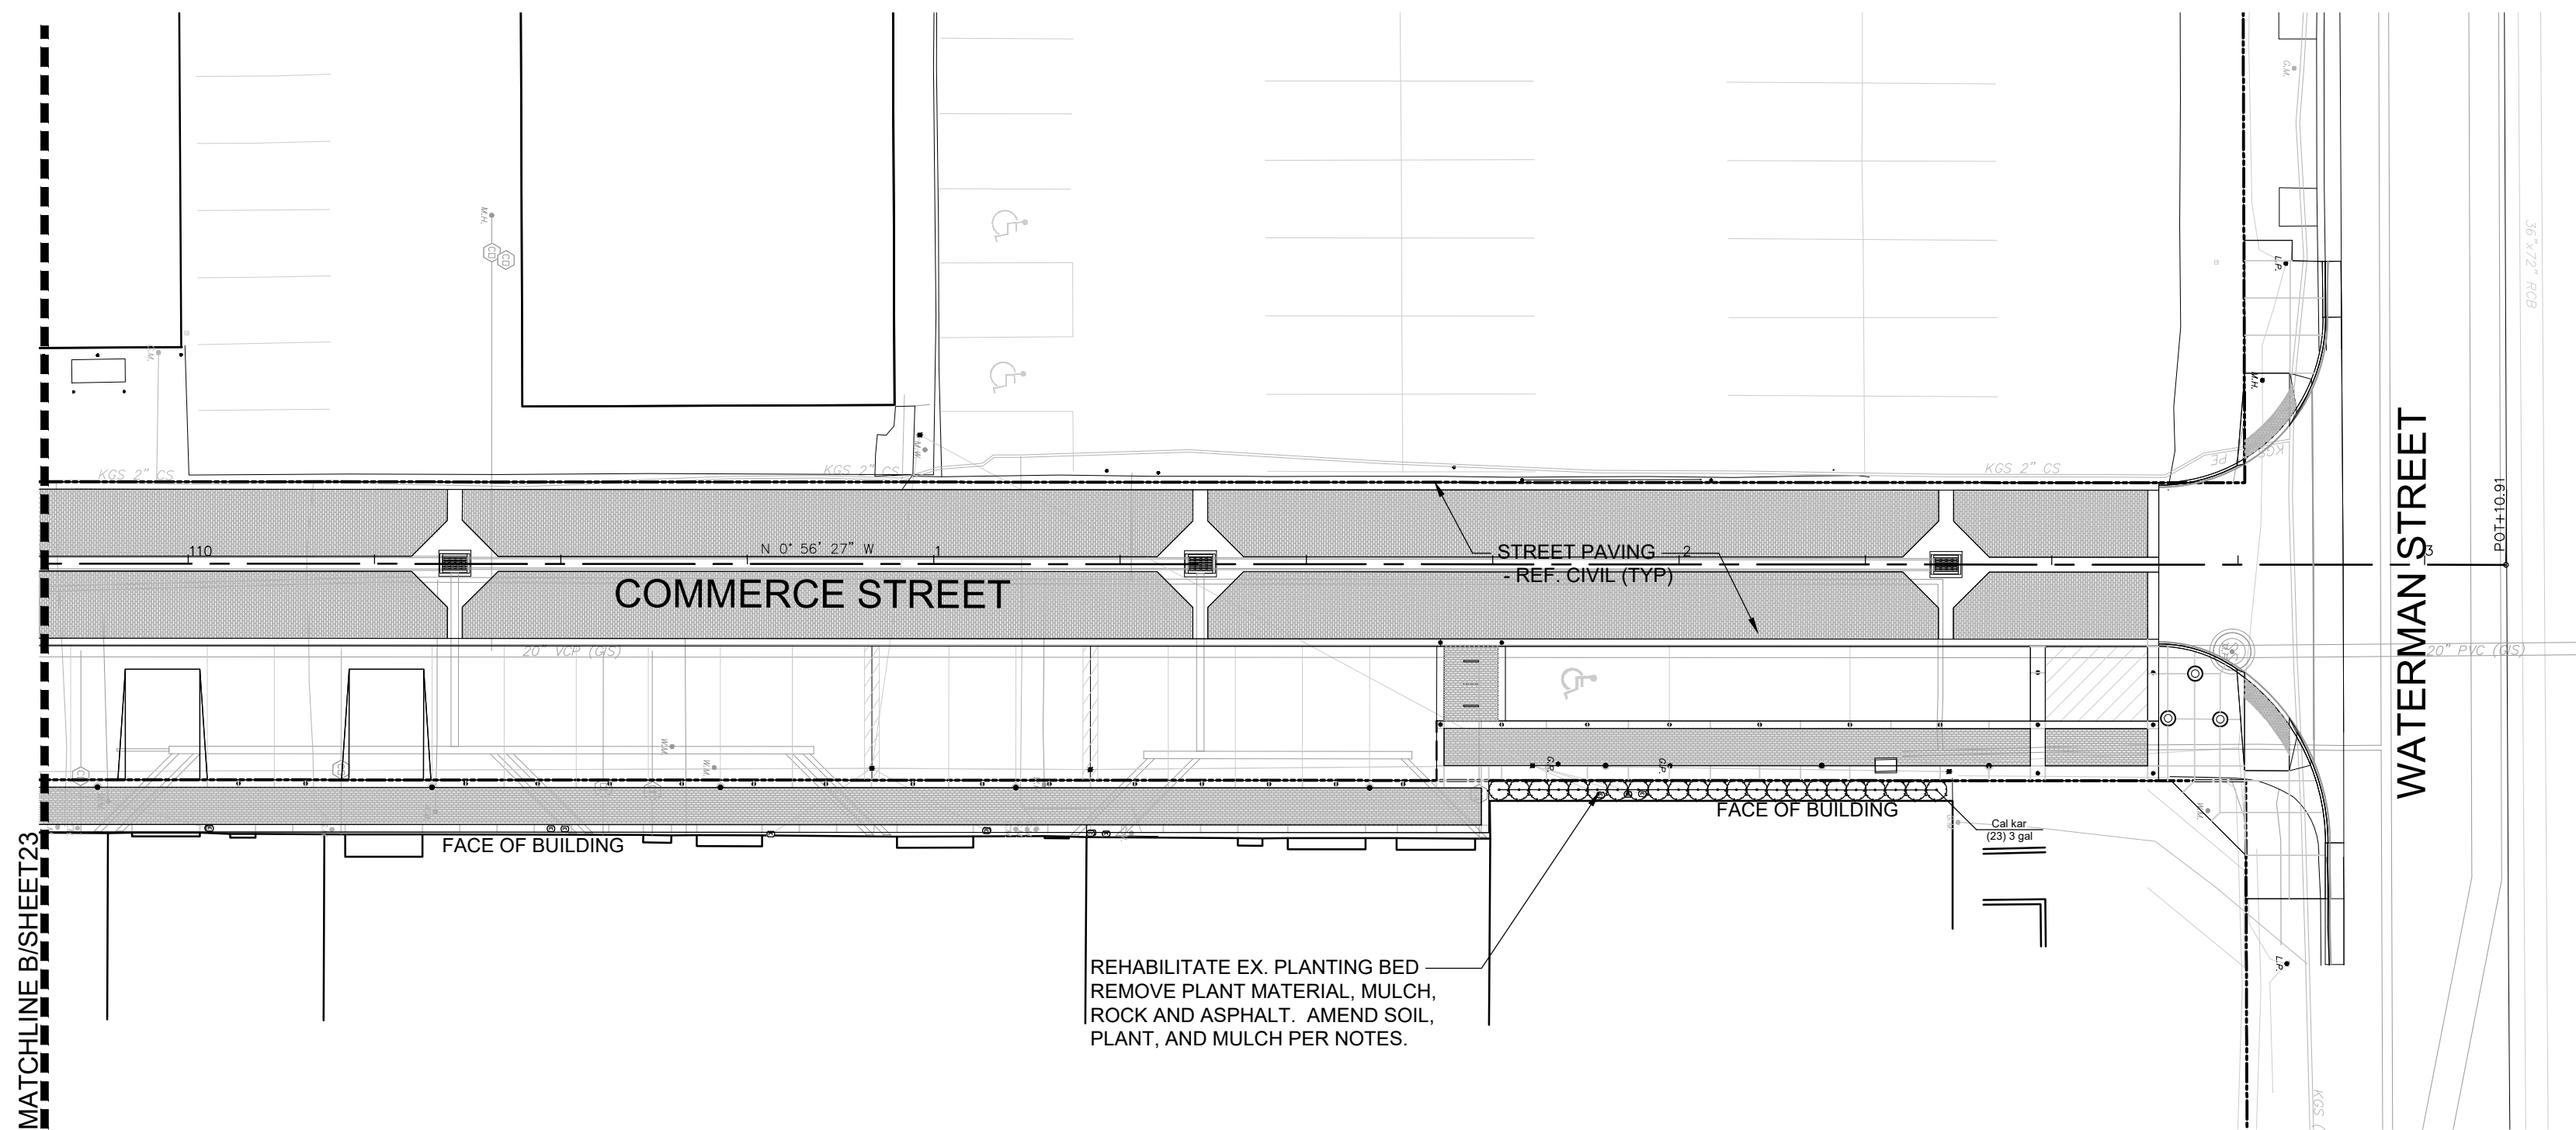 G.M.
M.H.
L.P.
36"x72" RCB
M.H.
M.W.
KGS 2" CS
KGS 2" CS
KGS 2" CS
KGS
PE
WATERMAN STREET
POT+10.91
110
N 0° 56' 27" W
1
STREET PAVING
2
- REF. CIVIL (TYP)
3
COMMERCE STREET
20" VCP (GIS)
20" PVC (GIS)
W.M.
W.M.
G.P.
G.P.
W.M.
FACE OF BUILDING
FACE OF BUILDING
Cal kar
(23) 3 gal
MATCHLINE B/SHEET23
L.P.
REHABILITATE EX. PLANTING BED
REMOVE PLANT MATERIAL, MULCH,
ROCK AND ASPHALT. AMEND SOIL,
PLANT, AND MULCH PER NOTES.
KGS